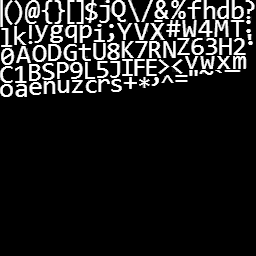 |()@{}[]$jQ\/&%fhdb?
lk!ygqpi;YVX#W4MT:
0AODGtU8K7RNZ63H2
C1BSP9L5JIFE><vwxm
oaenuzcrs+*,^="~`-